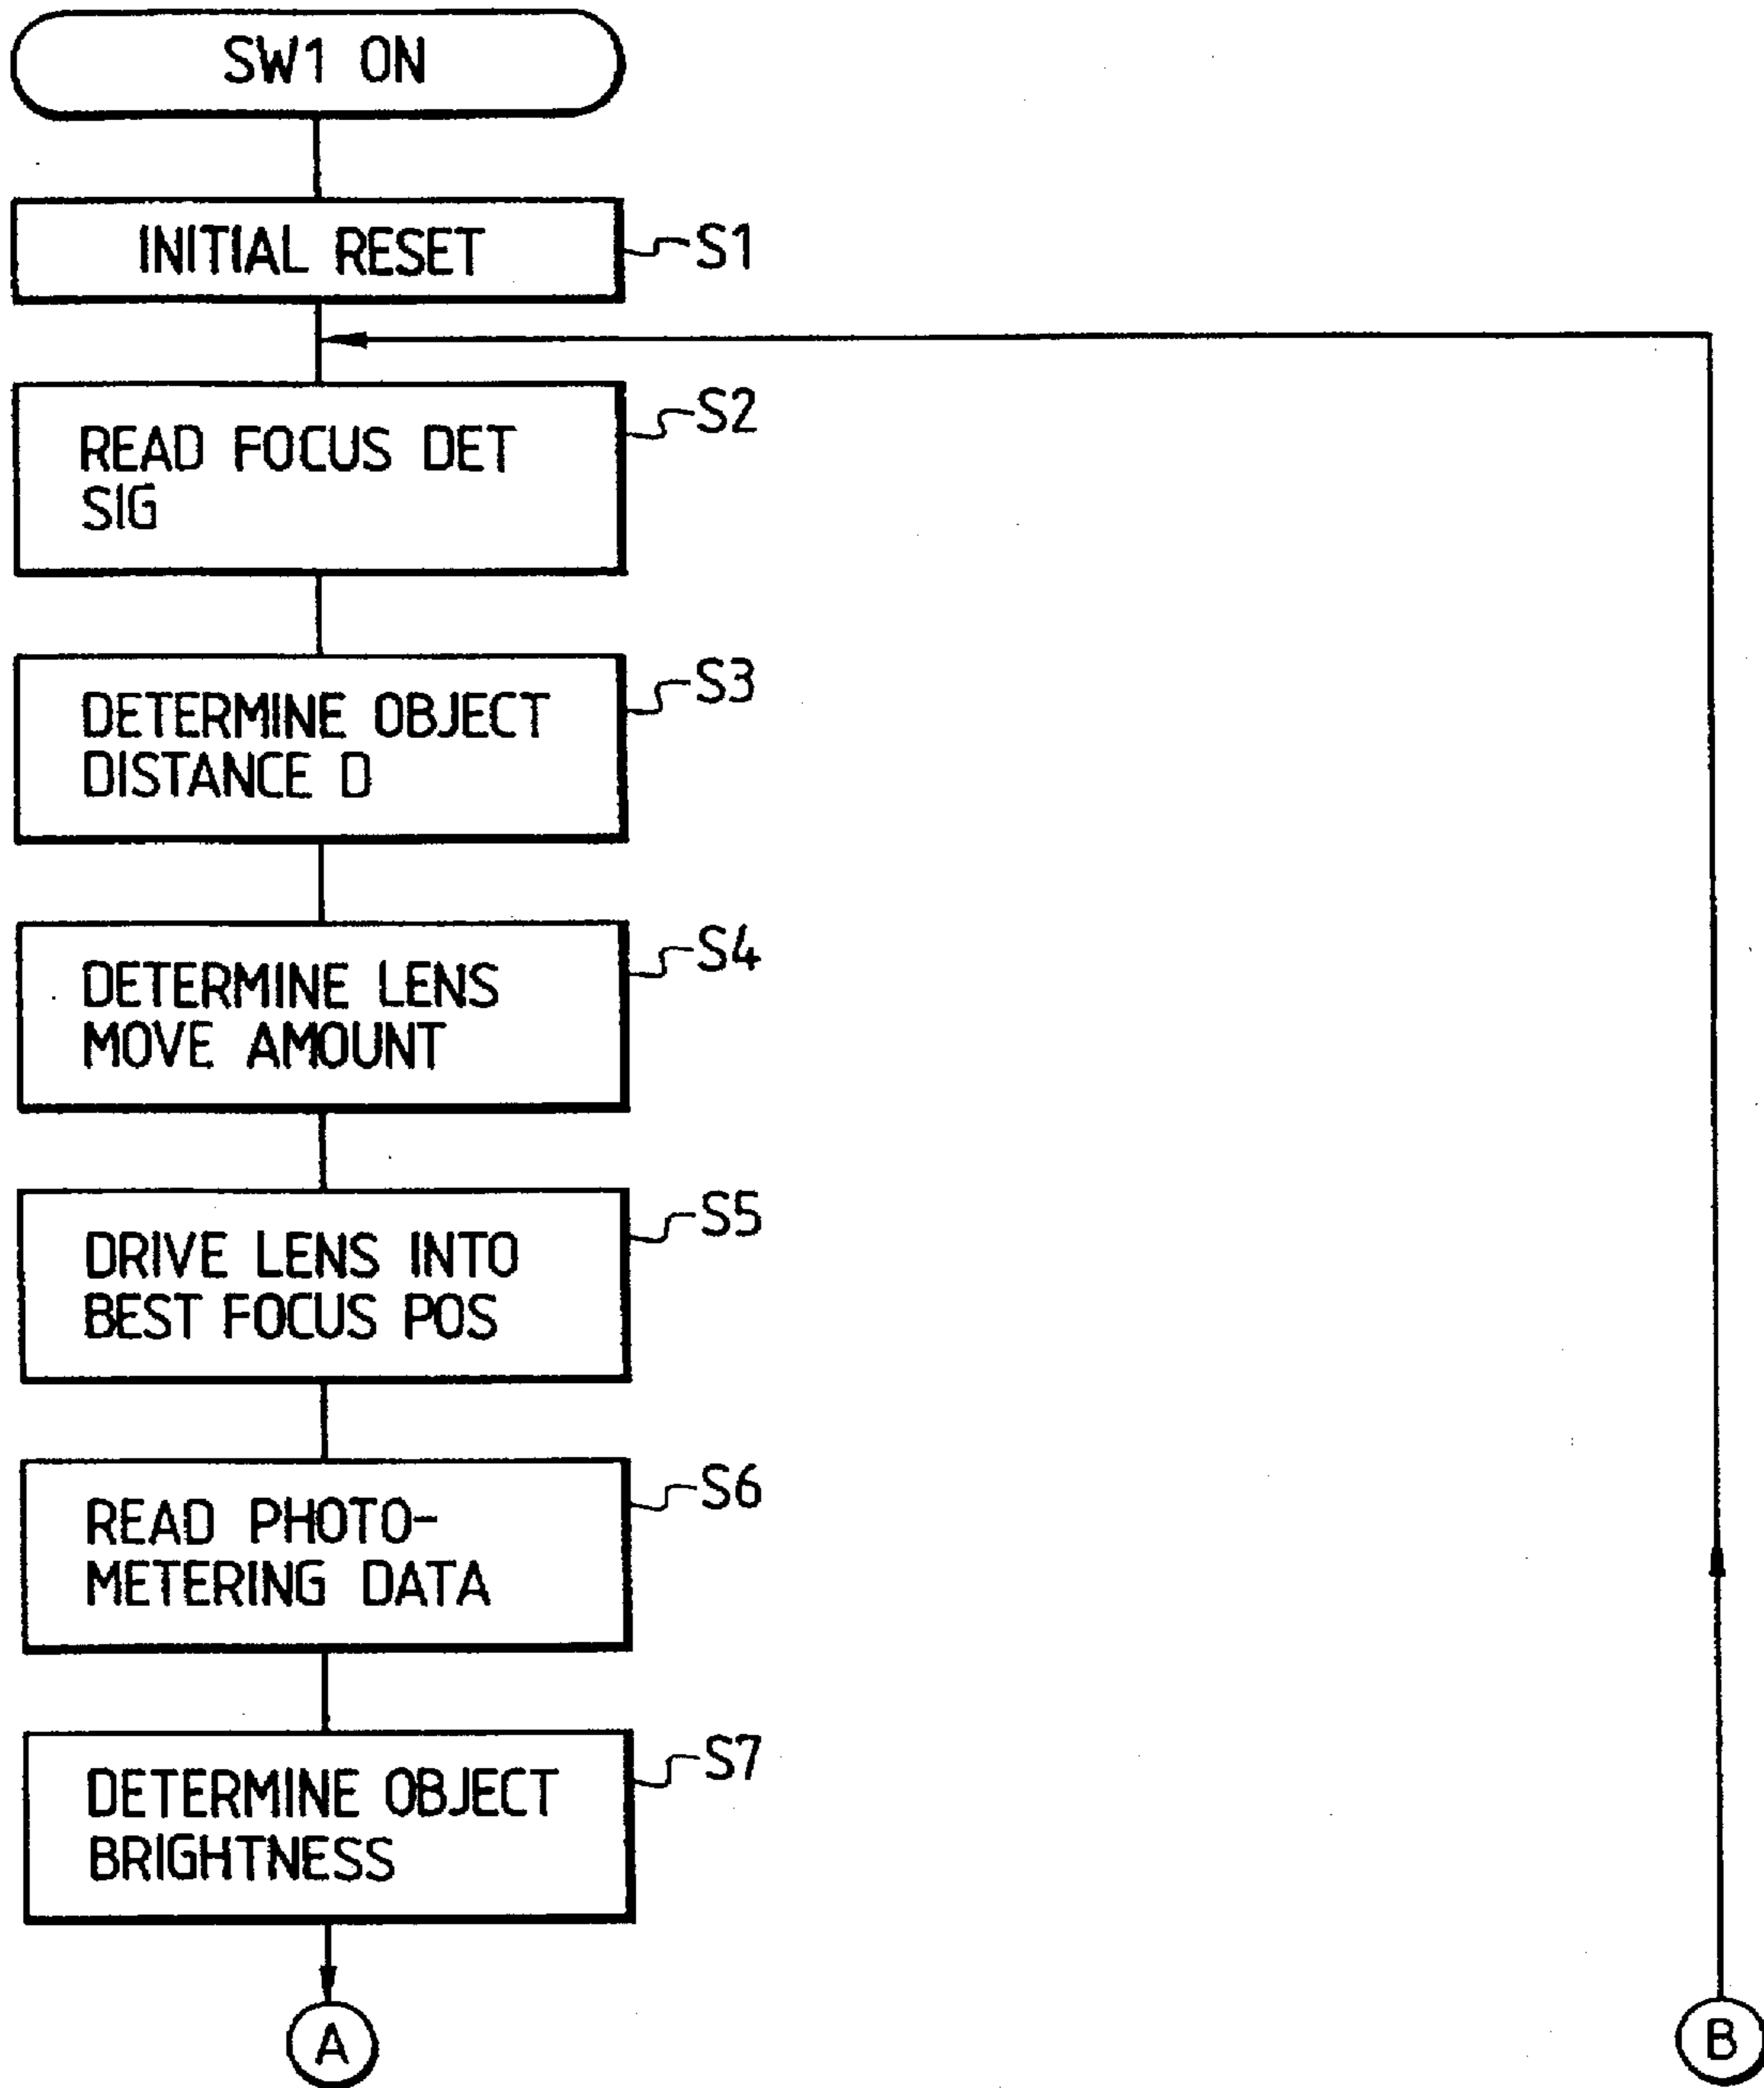 SW1 ON
INITIAL RESET
S1
READ FOCUS DET
SIG
S2
DETERMINE OBJECT
DISTANCE D
S3
DETERMINE LENS
MOVE AMOUNT
S4
DRIVE LENS INTO
BEST FOCUS POS
S5
READ PHOTO-
METERING DATA
S6
DETERMINE OBJECT
BRIGHTNESS
S7
A
B